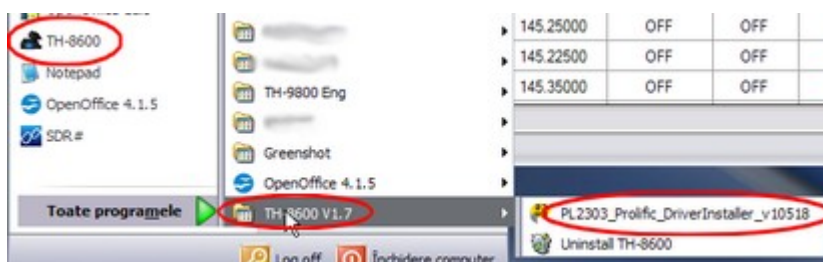 TH-8600
Notepad
OpenOffice 4.1.5
SDR#
Toate programele
TH-9800 Eng
Greenshot
OpenOffice 4.1.5
TH-8600 V1.7
Log off
Închidere computer
145.25000 OFF OFF
145.22500 OFF OFF
145.35000 OFF OFF
PL2303_Prolific_DriverInstaller_v10518
Uninstall TH-8600